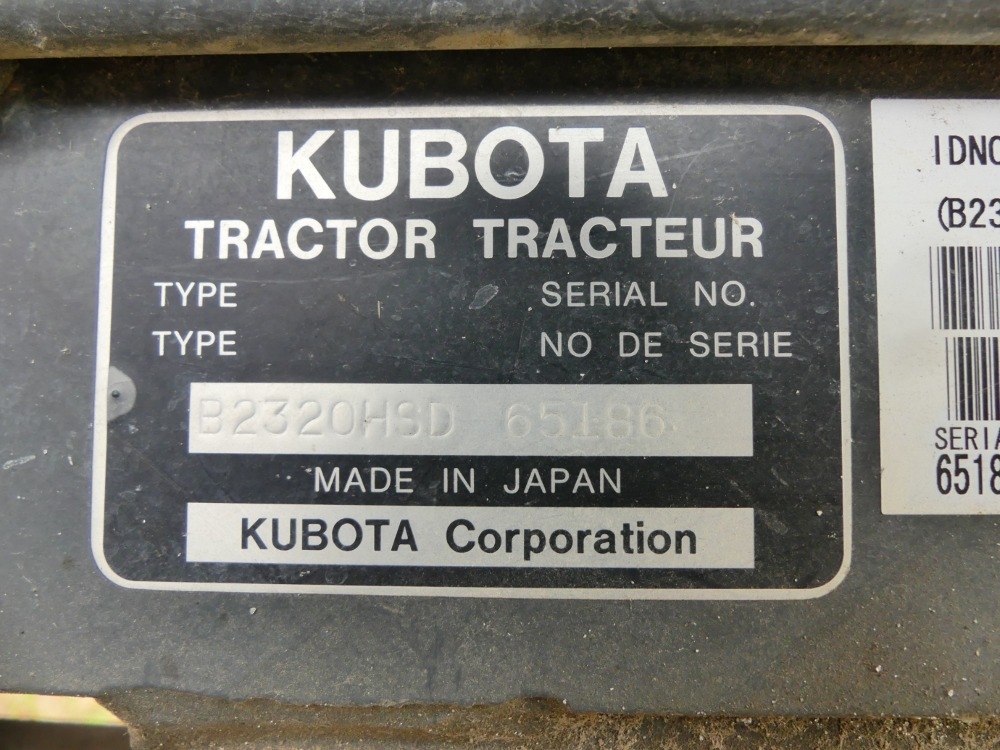 KUBOTA
TRACTOR TRACTEUR
TYPE SERIAL NO.
TYPE NO DE SERIE
B2320HSD 65186
MADE IN JAPAN
KUBOTA Corporation
IDNO
(B23
SERIA
6518